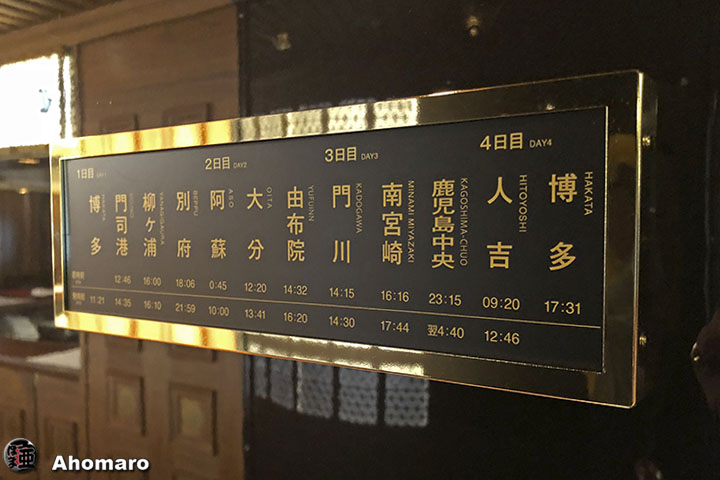 1日目 DAY1
2日目 DAY2
3日目 DAY3
4日目 DAY4
博多
門司港
柳ヶ浦 YANAGIGAURA
別府 BEPPU
阿蘇 ASO
大分 OITA
由布院 YUFUINN
門川 KADOGAWA
南宮崎 MINAMI MIYAZAKI
鹿児島中央 KAGOSHIMA-CHUO
人吉 HITOYOSHI
博多 HAKATA
12:46 16:00 18:06 0:45 12:20 14:32 14:15 16:16 23:15 09:20 17:31
11:21 14:35 16:10 21:59 10:00 13:41 16:20 14:30 17:44 翌4:40 12:46
Ahomaro